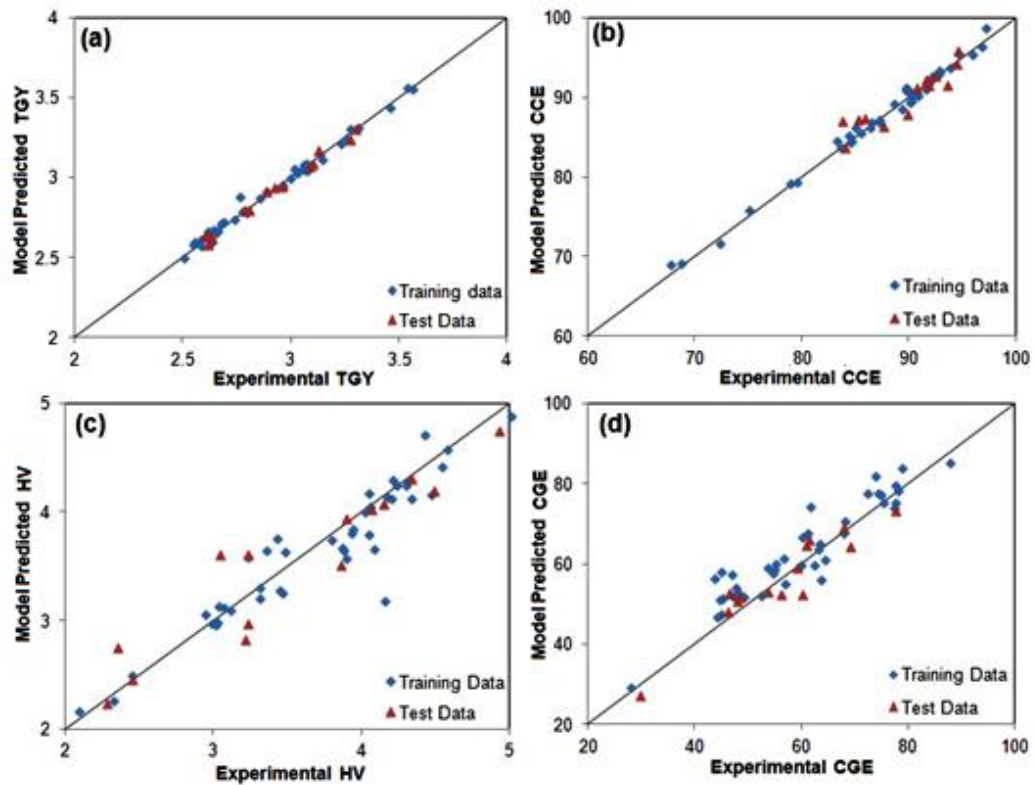 (a)
Model Predicted TGY
4
3.5
3
2.5
2
2
2.5
3
3.5
4
Experimental TGY
Training data
Test Data
(b)
Model Predicted CCE
100
90
80
70
60
60
70
80
90
100
Experimental CCE
Training Data
Test Data
(c)
Model Predicted HV
5
4
3
2
2
3
4
5
Experimental HV
Training Data
Test Data
(d)
Model Predicted CGE
100
80
60
40
20
20
40
60
80
100
Experimental CGE
Training Data
Test Data